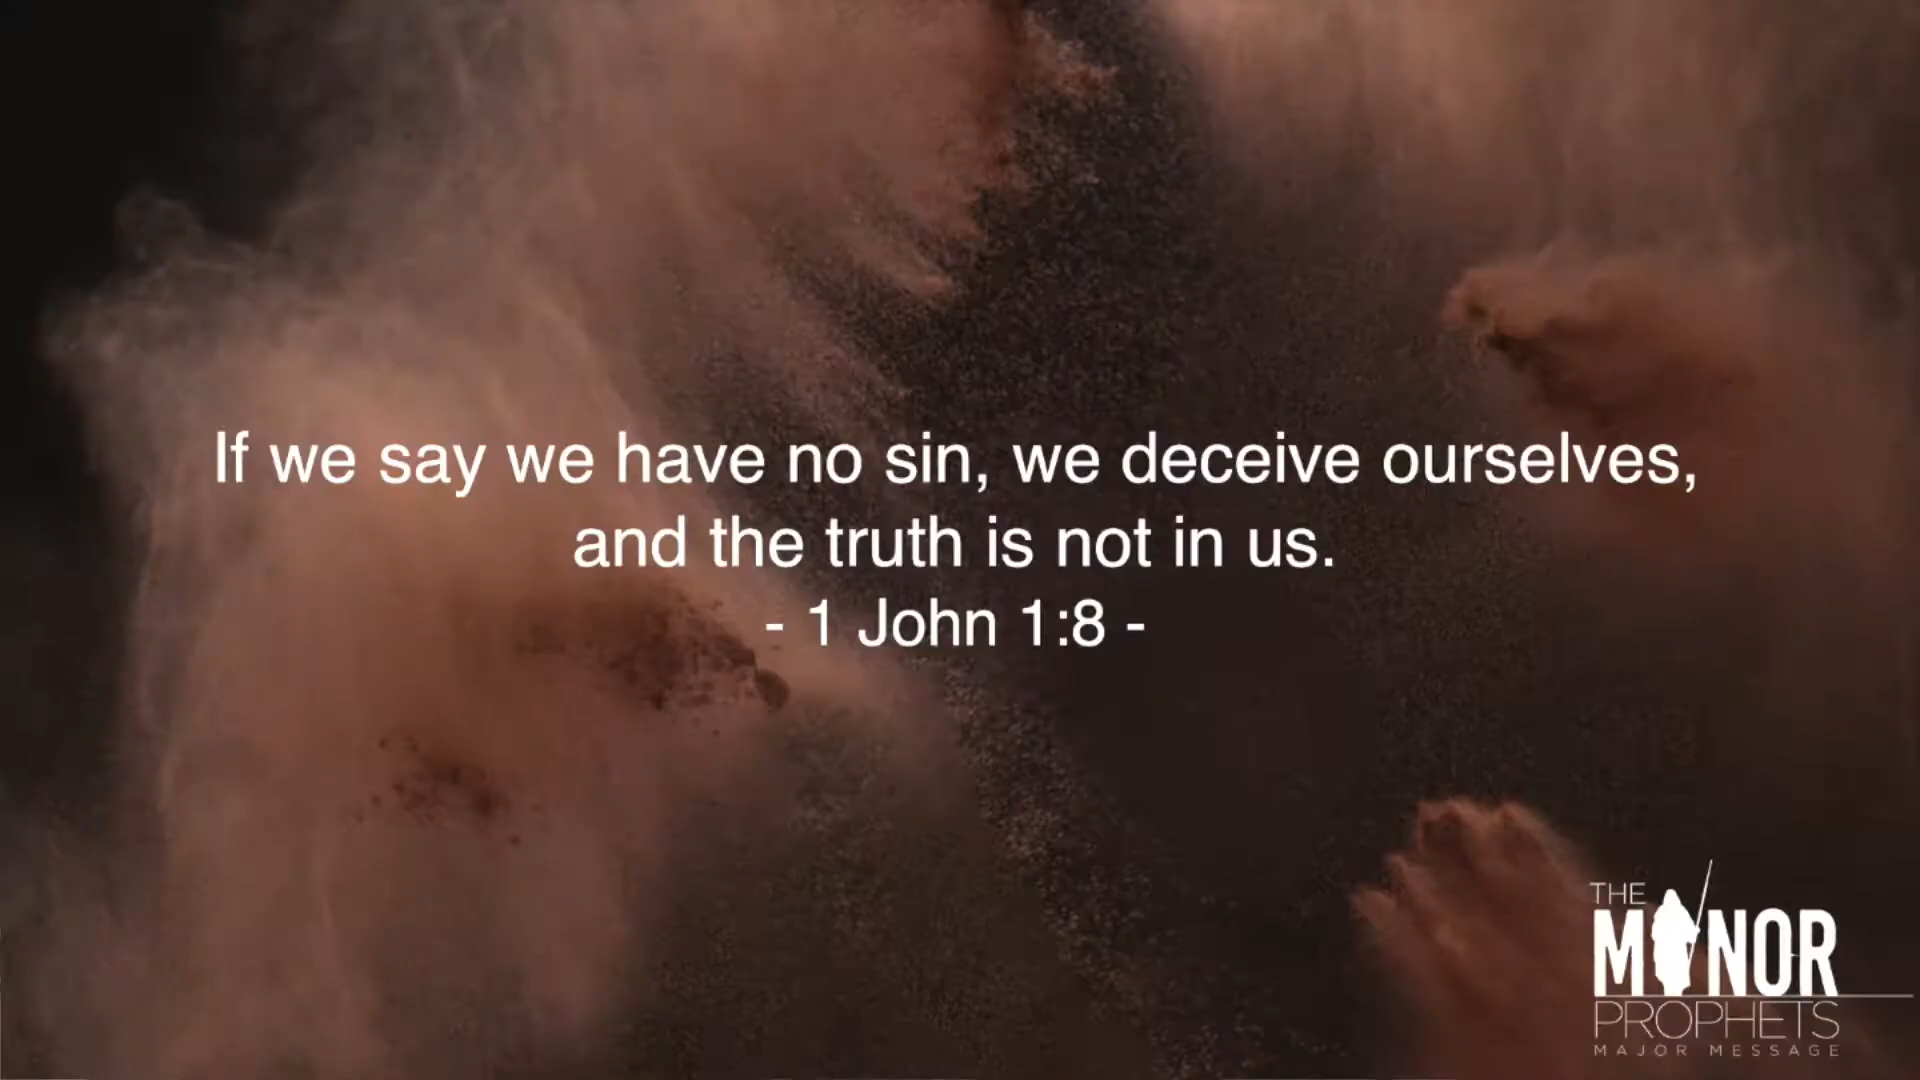 If we say we have no sin, we deceive ourselves,
and the truth is not in us.
- 1 John 1:8 -
THE
MINOR
PROPHETS
MAJOR MESSAGE